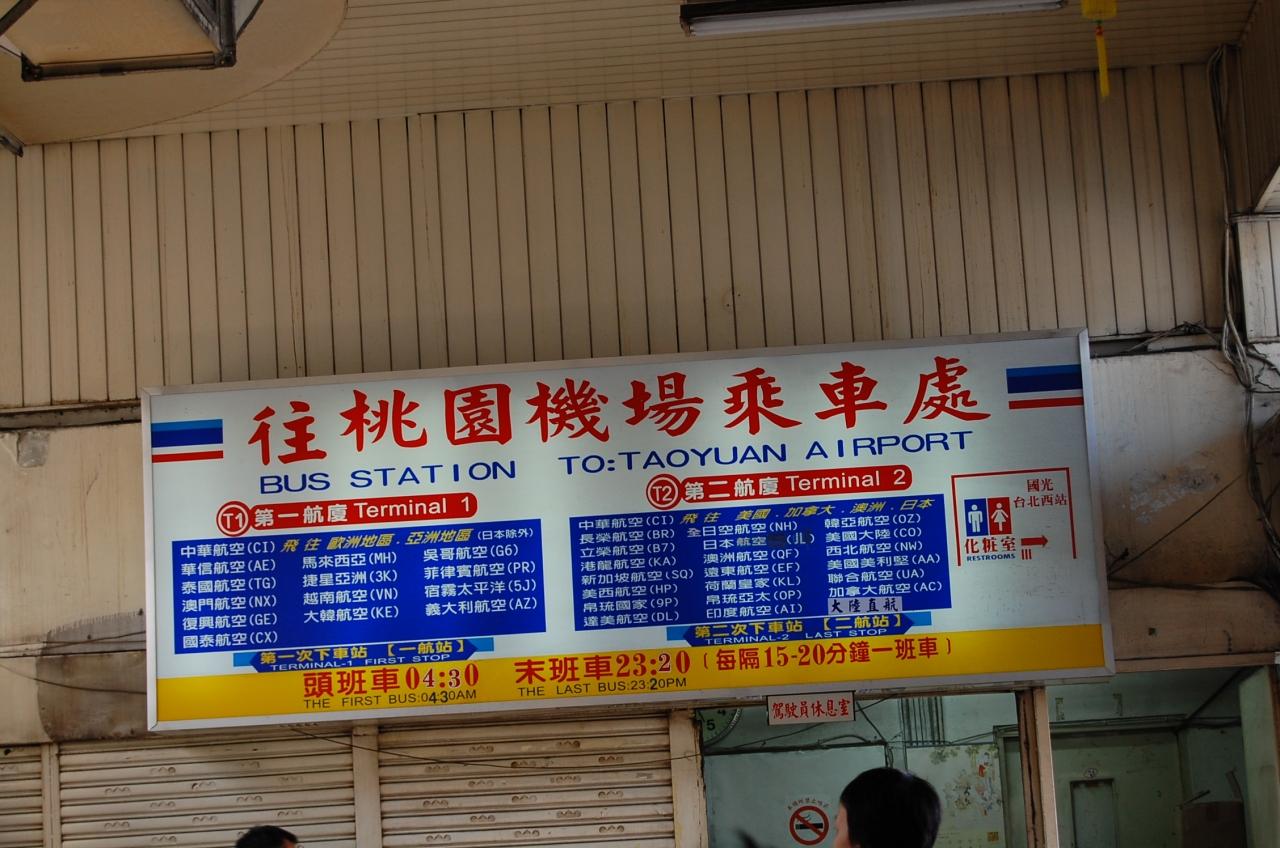 往桃園機場乘車處
BUS STATION TO:TAOYUAN AIRPORT
T1 第一航廈 Terminal 1
飛往 歐洲地區.亞洲地區(日本除外)
中華航空(CI)
華信航空(AE)
泰國航空(TG)
澳門航空(NX)
復興航空(GE)
國泰航空(CX)
馬來西亞(MH)
捷星亞洲(3K)
越南航空(VN)
大韓航空(KE)
吳哥航空(G6)
菲律賓航空(PR)
宿霧太平洋(5J)
義大利航空(AZ)
第一次下車站【一航站】
TERMINAL-1 FIRST STOP
T2 第二航廈 Terminal 2
飛往 美國.加拿大.澳洲.日本
中華航空(CI)
長榮航空(BR)
立榮航空(B7)
港龍航空(KA)
新加坡航空(SQ)
美西航空(HP)
帛琉國家(9P)
達美航空(DL)
全日空航空(NH)
日本航空(JL)
澳洲航空(QF)
遠東航空(EF)
荷蘭皇家(KL)
帛琉亞太(OP)
印度航空(AI)
韓亞航空(OZ)
美國大陸(CO)
西北航空(NW)
美國美利堅(AA)
聯合航空(UA)
加拿大航空(AC)
大陸直航
第二次下車站【二航站】
TERMINAL-2 LAST STOP
國光
台北西站
化粧室
RESTROOMS
頭班車04:30
THE FIRST BUS:04:30AM
末班車23:20(每隔15-20分鐘一班車)
THE LAST BUS:23:20PM
駕駛員休息室